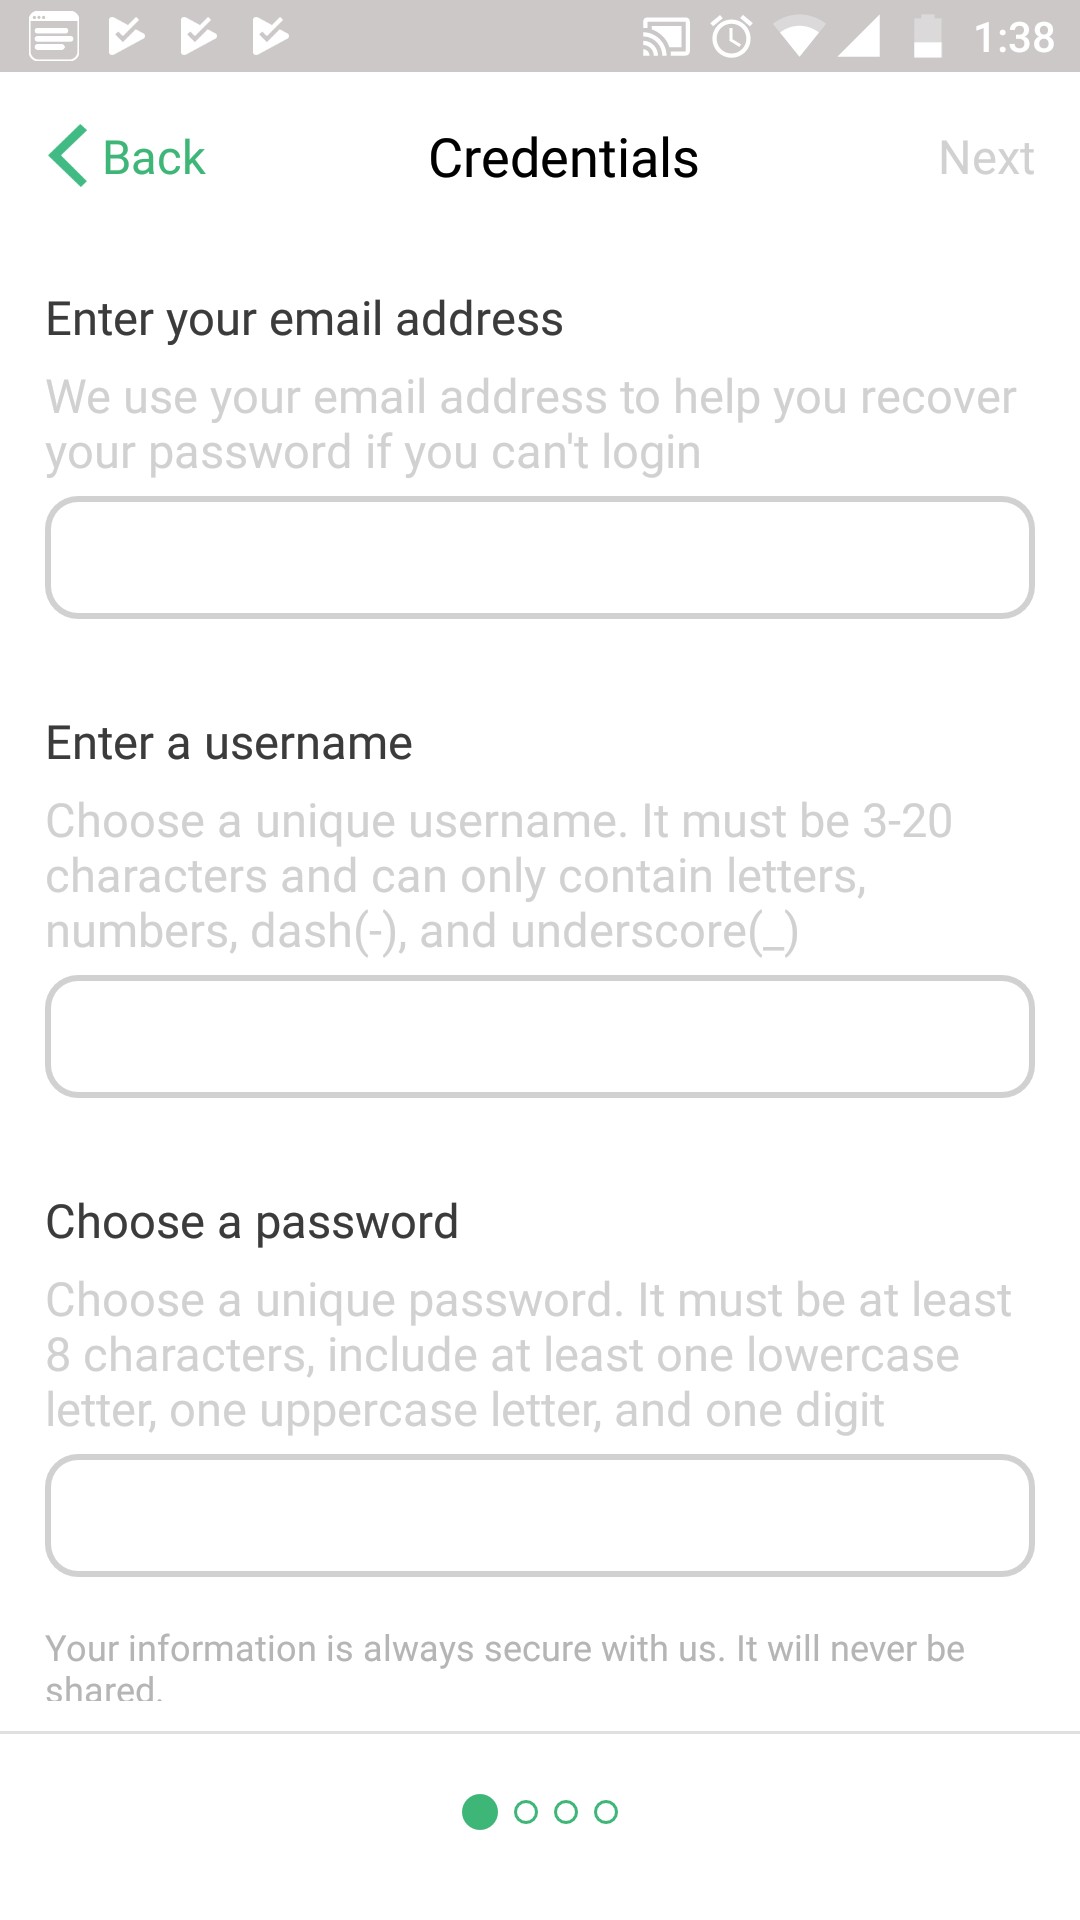 1:38
Back Credentials Next
Enter your email address
We use your email address to help you recover
your password if you can't login
Enter a username
Choose a unique username. It must be 3-20
characters and can only contain letters,
numbers, dash(-), and underscore(_)
Choose a password
Choose a unique password. It must be at least
8 characters, include at least one lowercase
letter, one uppercase letter, and one digit
Your information is always secure with us. It will never be
shared.